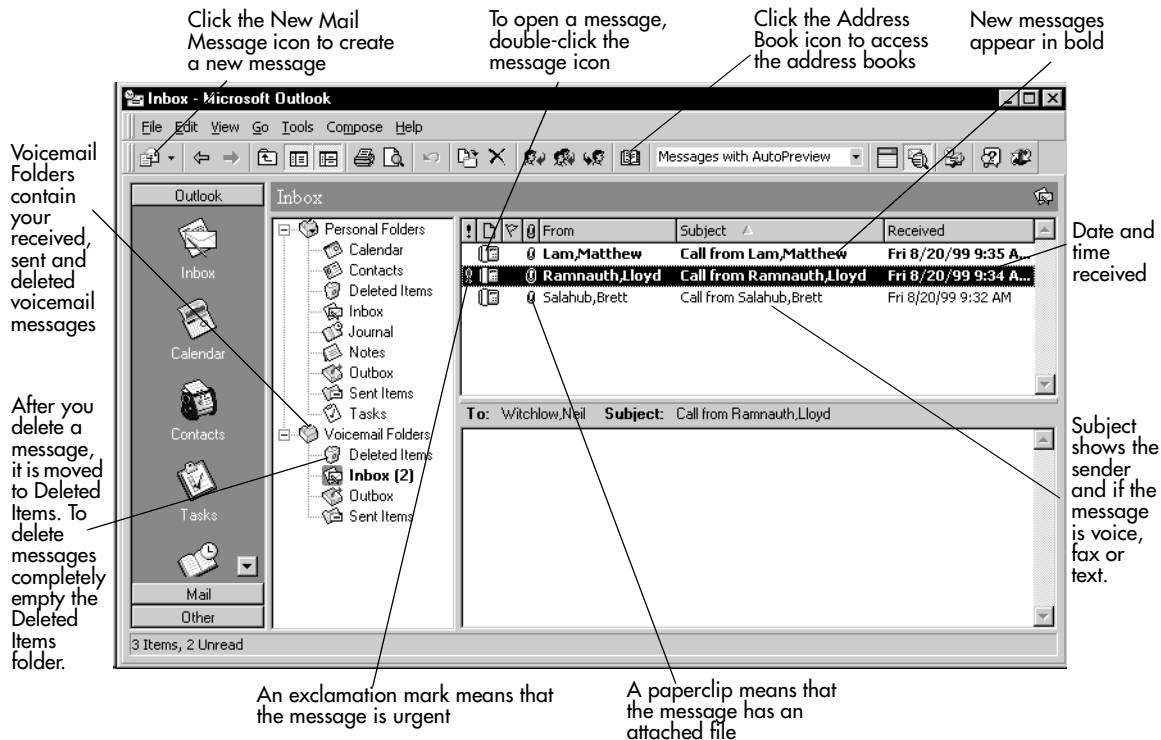 Click the New Mail
Message icon to create
a new message
To open a message,
double-click the
message icon
Click the Address
Book icon to access
the address books
New messages
appear in bold
Voicemail
Folders
contain
your
received,
sent and
deleted
voicemail
messages
After you
delete a
message,
it is moved
to Deleted
Items. To
delete
messages
completely
empty the
Deleted
Items
folder.
Inbox - Microsoft Outlook
File Edit View Go Tools Compose Help
Messages with AutoPreview
Outlook
Inbox
Calendar
Contacts
Tasks
Mail
Other
Inbox
Personal Folders
Calendar
Contacts
Deleted Items
Inbox
Journal
Notes
Outbox
Sent Items
Tasks
Voicemail Folders
Deleted Items
Inbox (2)
Outbox
Sent Items
! From Subject Received
Lam,Matthew Call from Lam,Matthew Fri 8/20/99 9:35 A...
Ramnauth,Lloyd Call from Ramnauth,Lloyd Fri 8/20/99 9:34 A...
Salahub,Brett Call from Salahub,Brett Fri 8/20/99 9:32 AM
To: Witchlow,Neil Subject: Call from Ramnauth,Lloyd
3 Items, 2 Unread
Date and
time
received
Subject
shows the
sender
and if the
message
is voice,
fax or
text.
An exclamation mark means that
the message is urgent
A paperclip means that
the message has an
attached file